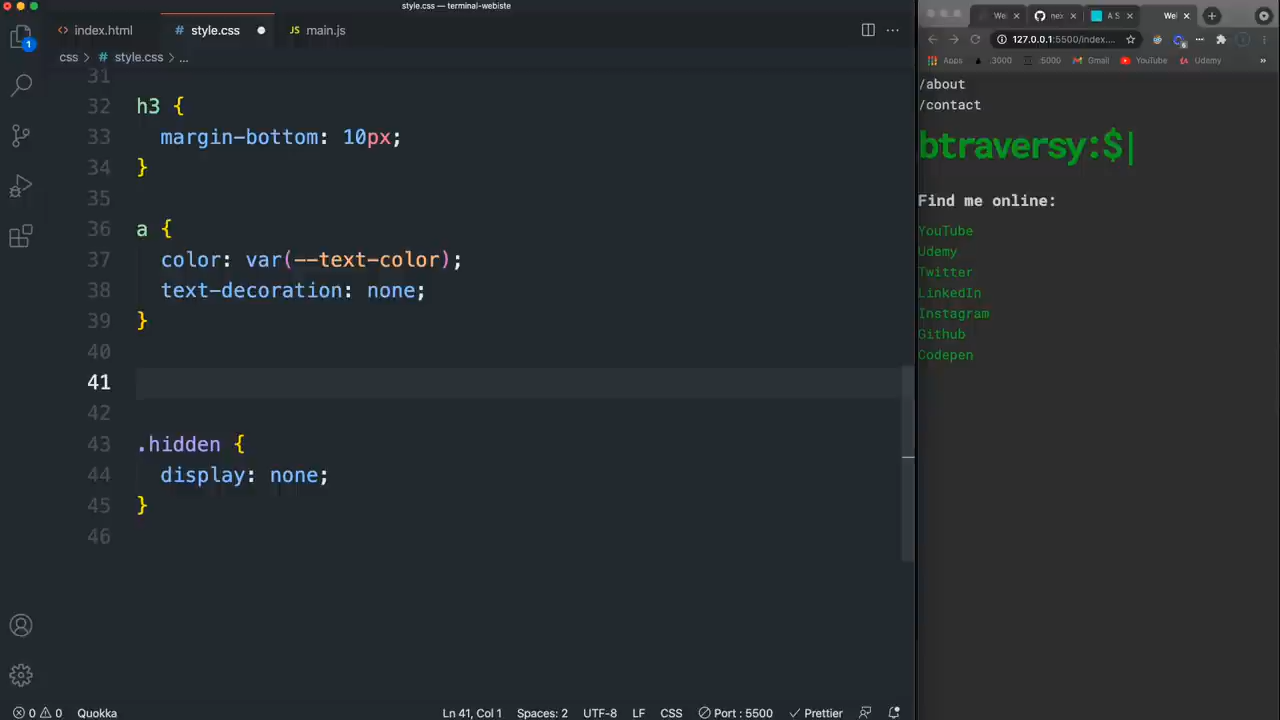 style.css — terminal-webiste
<> index.html
# style.css
JS main.js
css > # style.css > ...
1
31
32 h3 {
33 margin-bottom: 10px;
34 }
35
36 a {
37 color: var(--text-color);
38 text-decoration: none;
39 }
40
41
42
43 .hidden {
44 display: none;
45 }
46
0 0 Quokka
Ln 41, Col 1 Spaces: 2 UTF-8 LF CSS Port : 5500 Prettier
We
nex
A S
Wel
127.0.0.1:5500/index....
Apps :3000 :5000 Gmail YouTube Udemy »
/about
/contact
btraversy:$|
Find me online:
YouTube
Udemy
Twitter
LinkedIn
Instagram
Github
Codepen